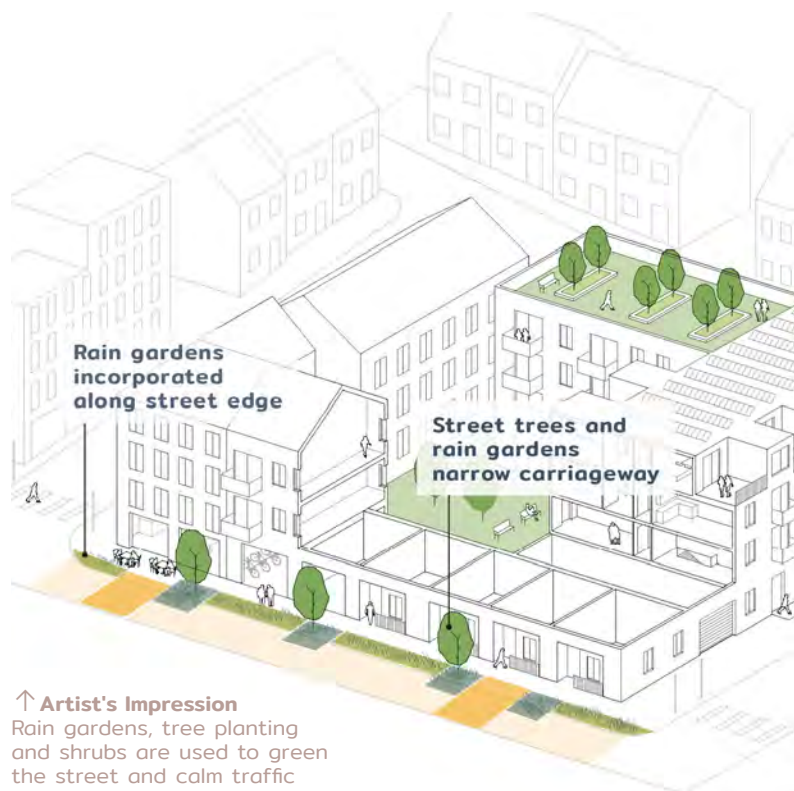 Rain gardens
incorporated
along street edge
Street trees and
rain gardens
narrow carriageway
↑ Artist's Impression
Rain gardens, tree planting
and shrubs are used to green
the street and calm traffic